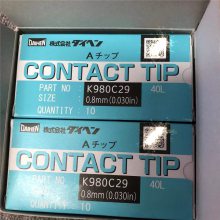 DAIHEN 株式会社 ダイヘン
Aチップ
CONTACT TIP
PART NO K980C29
SIZE 0.8mm(0.030in) 40L
QUANTITY : 10
DAIHEN 株式会社 ダイヘン
Aチップ
CONTACT TIP
PART NO K980C29
SIZE 0.8mm(0.030in) 40L
QUANTITY : 10